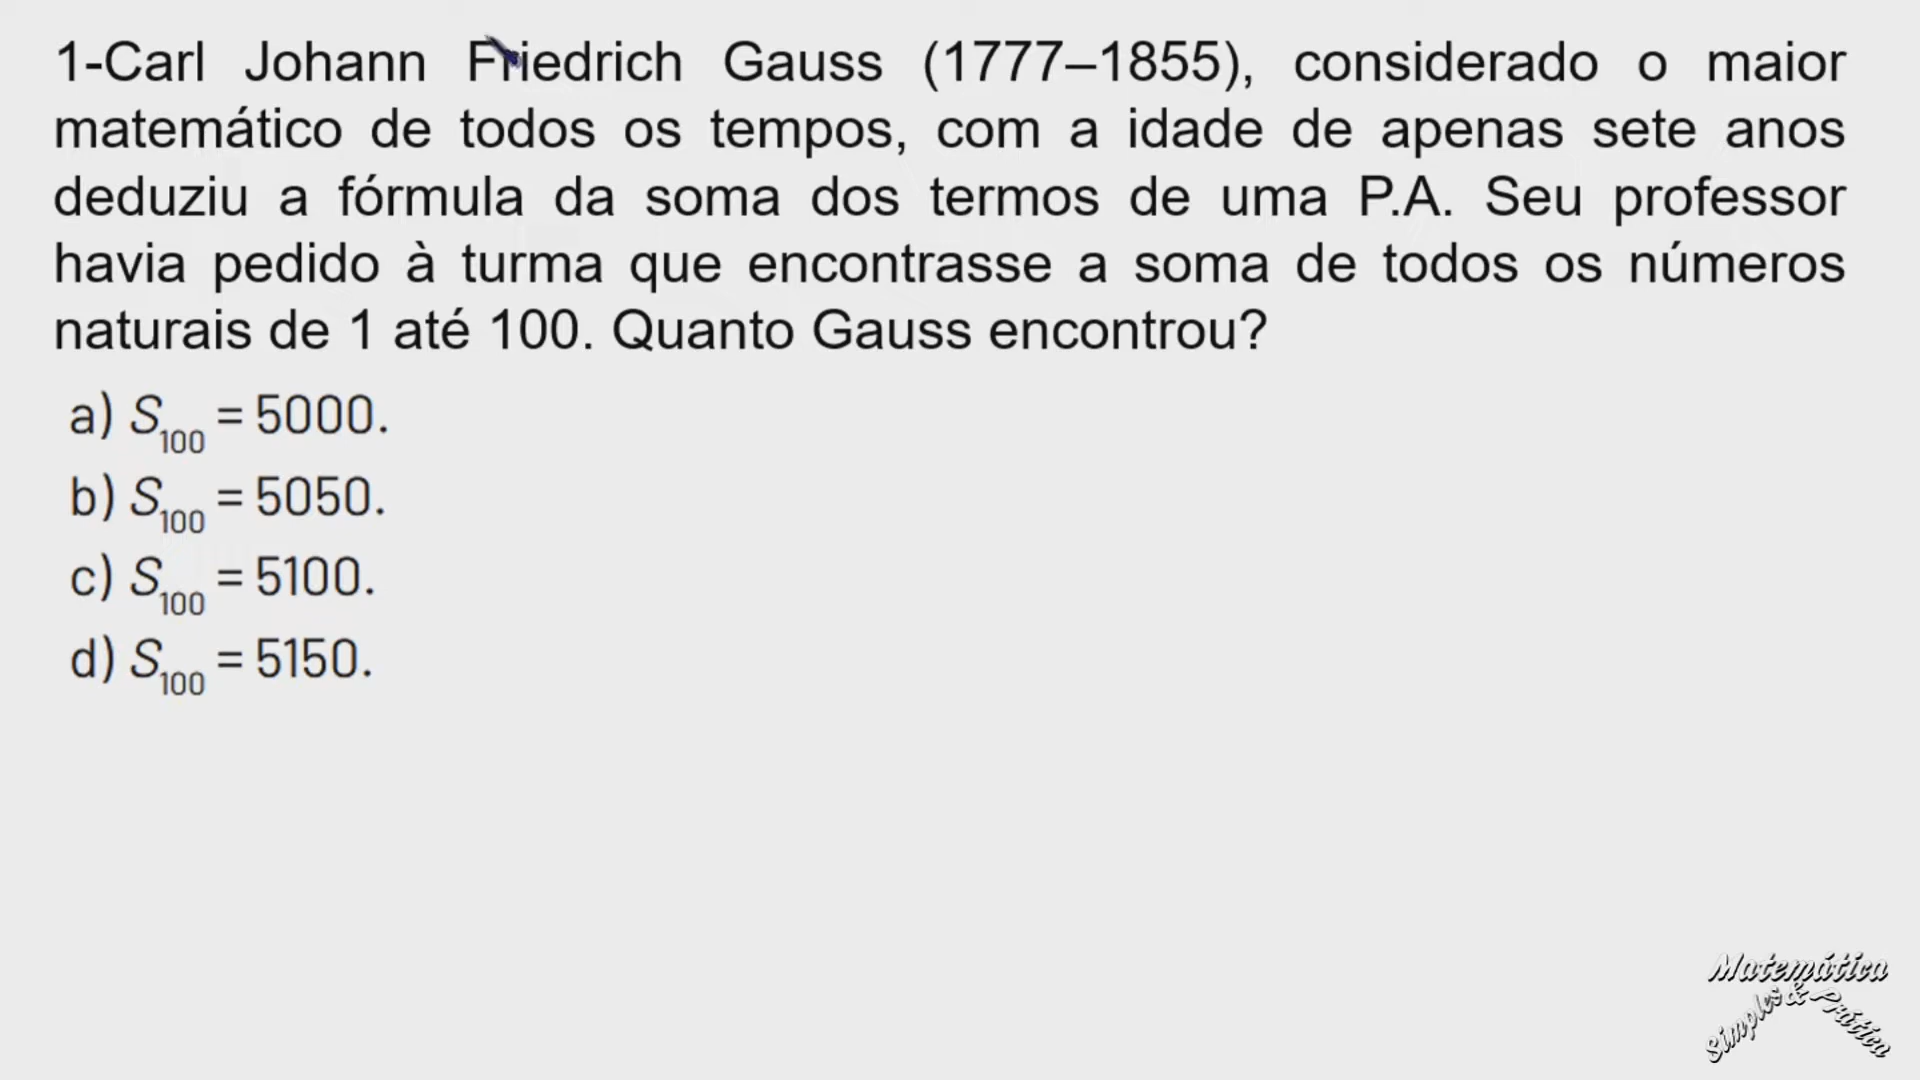 1-Carl Johann Friedrich Gauss (1777–1855), considerado o maior
matemático de todos os tempos, com a idade de apenas sete anos
deduziu a fórmula da soma dos termos de uma P.A. Seu professor
havia pedido à turma que encontrasse a soma de todos os números
naturais de 1 até 100. Quanto Gauss encontrou?
a) S₁₀₀ = 5000.
b) S₁₀₀ = 5050.
c) S₁₀₀ = 5100.
d) S₁₀₀ = 5150.
Matemática
Simples & Prática